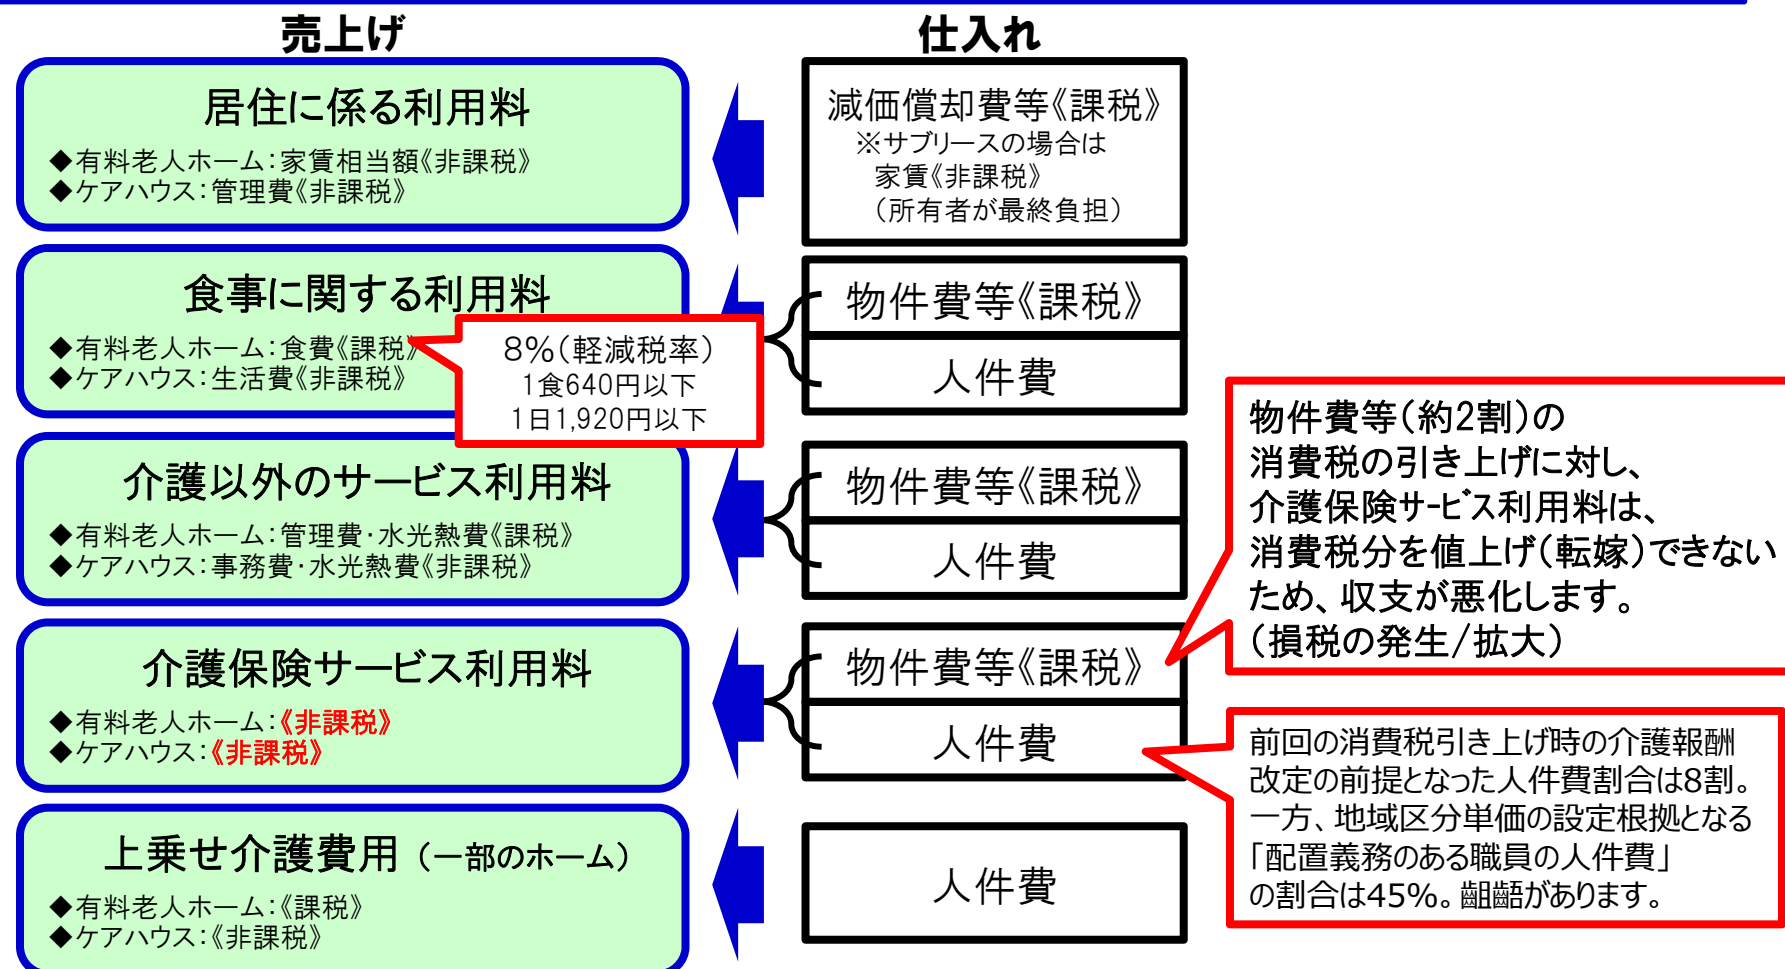 売上げ
仕入れ
居住に係る利用料
◆有料老人ホーム：家賃相当額《非課税》
◆ケアハウス：管理費《非課税》
減価償却費等《課税》
※サブリースの場合は
家賃《非課税》
（所有者が最終負担）
食事に関する利用料
◆有料老人ホーム：食費《課税》
◆ケアハウス：生活費《非課税》
8％（軽減税率）
1食640円以下
1日1,920円以下
物件費等《課税》
人件費
介護以外のサービス利用料
◆有料老人ホーム：管理費・水光熱費《課税》
◆ケアハウス：事務費・水光熱費《非課税》
物件費等《課税》
人件費
物件費等（約2割）の
消費税の引き上げに対し、
介護保険サービス利用料は、
消費税分を値上げ（転嫁）できない
ため、収支が悪化します。
（損税の発生/拡大）
介護保険サービス利用料
◆有料老人ホーム：《非課税》
◆ケアハウス：《非課税》
物件費等《課税》
人件費
前回の消費税引き上げ時の介護報酬
改定の前提となった人件費割合は8割。
一方、地域区分単価の設定根拠となる
「配置義務のある職員の人件費」
の割合は45％。齟齬があります。
上乗せ介護費用（一部のホーム）
◆有料老人ホーム：《課税》
◆ケアハウス：《非課税》
人件費